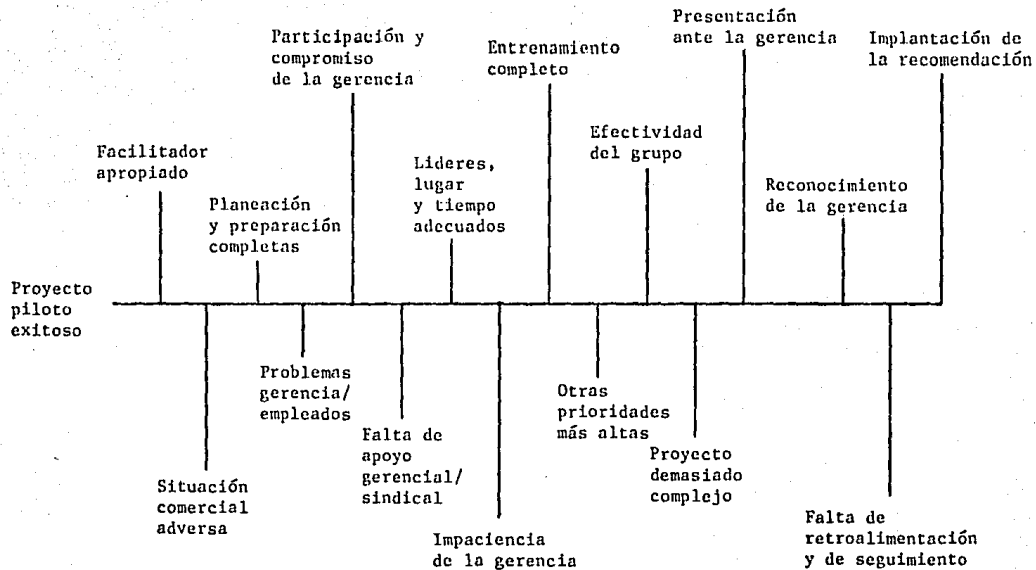 Proyecto
piloto
exitoso
Facilitador
apropiado
Planeación
y preparación
completas
Participación y
compromiso
de la gerencia
Lideres,
lugar
y tiempo
adecuados
Entrenamiento
completo
Efectividad
del grupo
Presentación
ante la gerencia
Reconocimiento
de la gerencia
Implantación de
la recomendación
Situación
comercial
adversa
Problemas
gerencia/
empleados
Falta de
apoyo
gerencial/
sindical
Impaciencia
de la gerencia
Otras
prioridades
más altas
Proyecto
demasiado
complejo
Falta de
retroalimentación
y de seguimiento